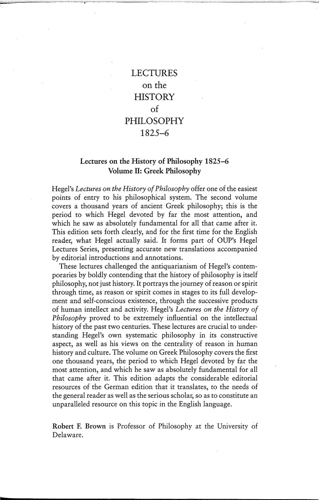 LECTURES
on the
HISTORY
of
PHILOSOPHY
1825–6
Lectures on the History of Philosophy 1825–6
Volume II: Greek Philosophy
Hegel's Lectures on the History of Philosophy offer one of the easiest
points of entry to his philosophical system. The second volume
covers a thousand years of ancient Greek philosophy; this is the
period to which Hegel devoted by far the most attention, and
which he saw as absolutely fundamental for all that came after it.
This edition sets forth clearly, and for the first time for the English
reader, what Hegel actually said. It forms part of OUP's Hegel
Lectures Series, presenting accurate new translations accompanied
by editorial introductions and annotations.
These lectures challenged the antiquarianism of Hegel's contem-
poraries by boldly contending that the history of philosophy is itself
philosophy, not just history. It portrays the journey of reason or spirit
through time, as reason or spirit comes in stages to its full develop-
ment and self-conscious existence, through the successive products
of human intellect and activity. Hegel's Lectures on the History of
Philosophy proved to be extremely influential on the intellectual
history of the past two centuries. These lectures are crucial to under-
standing Hegel's own systematic philosophy in its constructive
aspect, as well as his views on the centrality of reason in human
history and culture. The volume on Greek Philosophy covers the first
one thousand years, the period to which Hegel devoted by far the
most attention, and which he saw as absolutely fundamental for all
that came after it. This edition adapts the considerable editorial
resources of the German edition that it translates, to the needs of
the general reader as well as the serious scholar, so as to constitute an
unparalleled resource on this topic in the English language.
Robert F. Brown is Professor of Philosophy at the University of
Delaware.